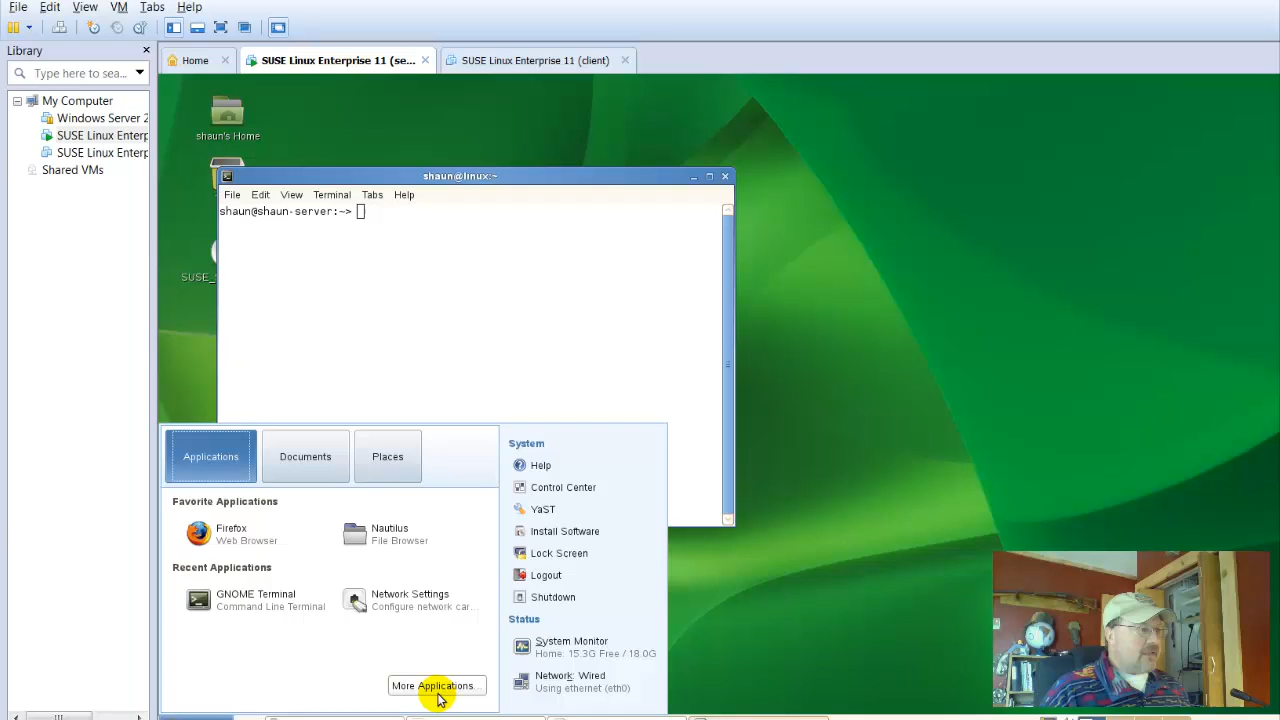 File Edit View VM Tabs Help
Library
Type here to sea...
My Computer
Windows Server 2
SUSE Linux Enterp
SUSE Linux Enterp
Shared VMs
Home
SUSE Linux Enterprise 11 (se...
SUSE Linux Enterprise 11 (client)
shaun's Home
SUSE_
shaun@linux:~
File Edit View Terminal Tabs Help
shaun@shaun-server:~>
Applications
Documents
Places
Favorite Applications
Firefox
Web Browser
Nautilus
File Browser
Recent Applications
GNOME Terminal
Command Line Terminal
Network Settings
Configure network car...
More Applications...
System
Help
Control Center
YaST
Install Software
Lock Screen
Logout
Shutdown
Status
System Monitor
Home: 15.3G Free / 18.0G
Network: Wired
Using ethernet (eth0)